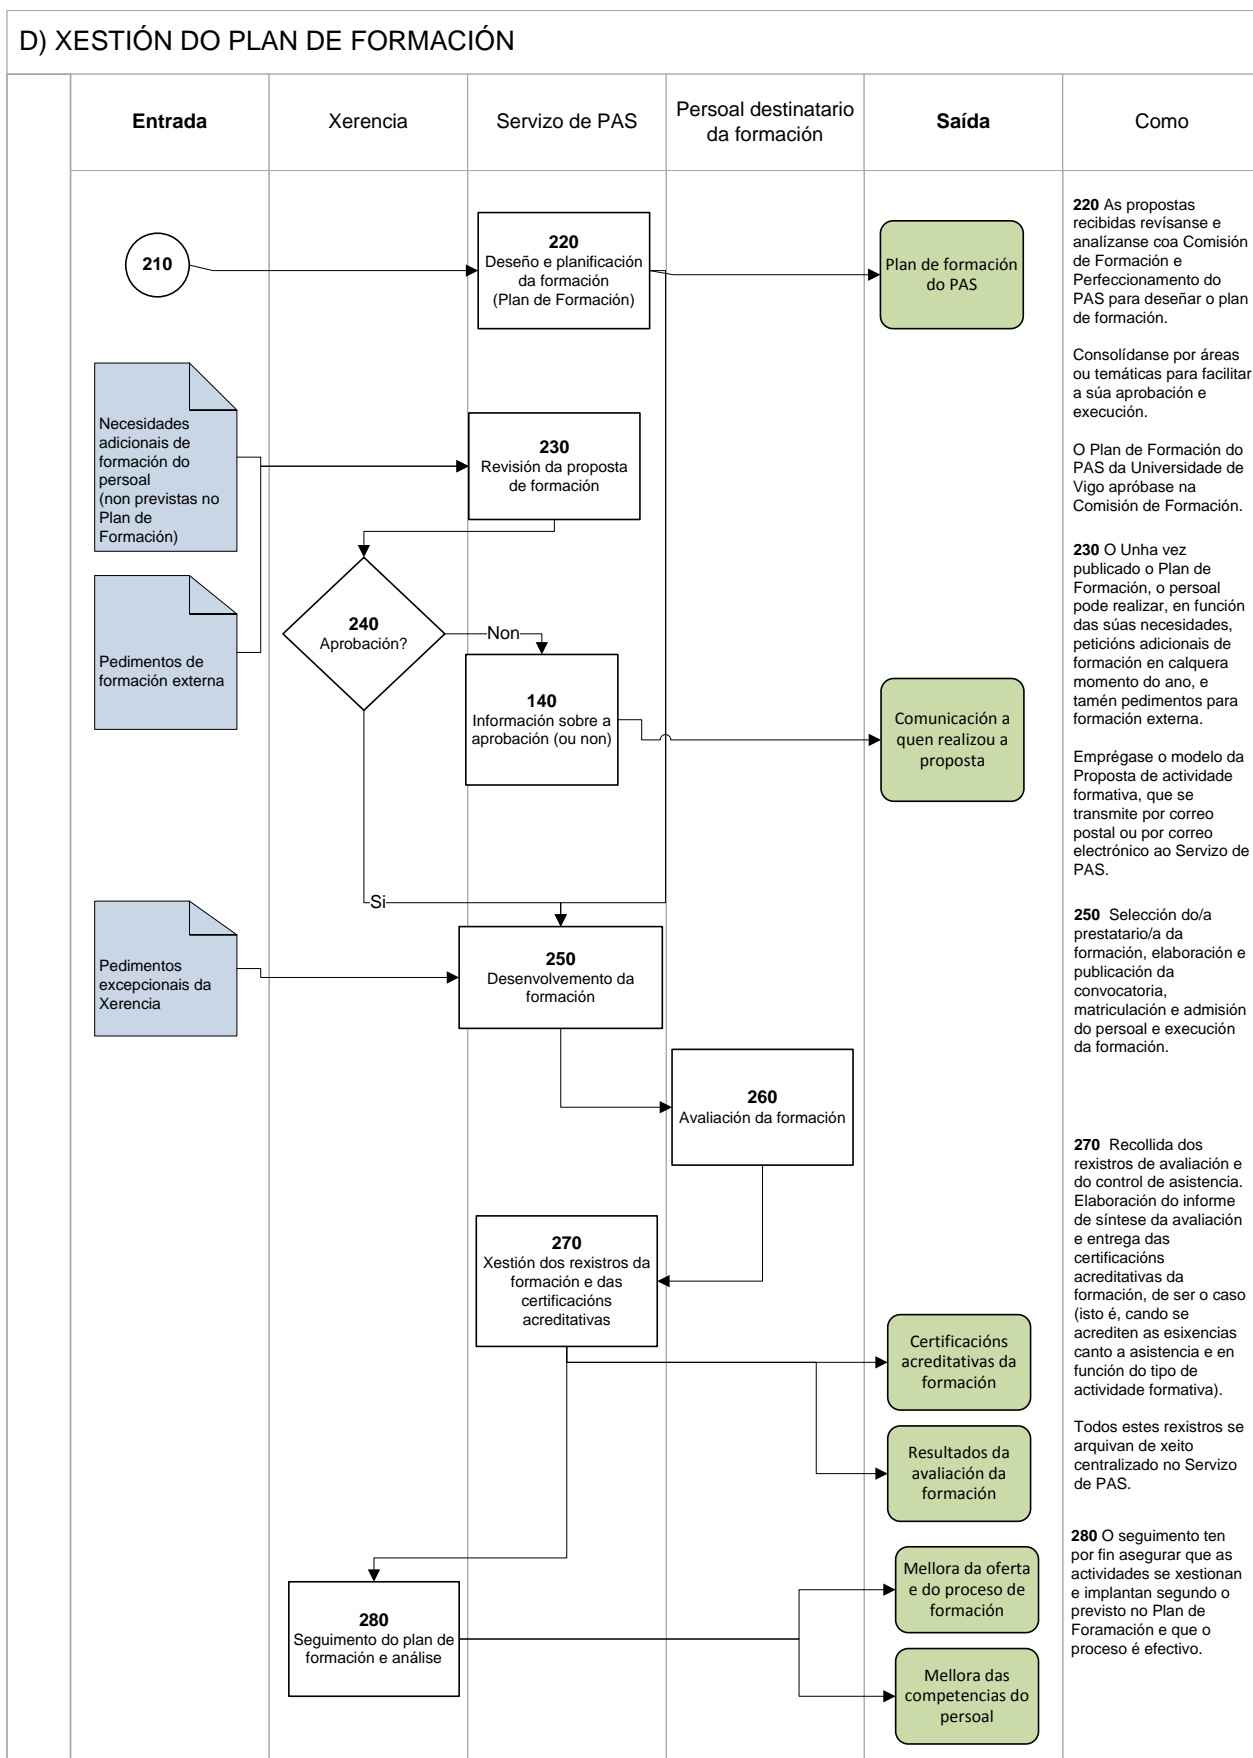 D) XESTIÓN DO PLAN DE FORMACIÓN
Entrada
Xerencia
Servizo de PAS
Persoal destinatario
da formación
Saída
Como
210
220
Deseño e planificación
da formación
(Plan de Formación)
Plan de formación
do PAS
Necesidades
adicionais de
formación do
persoal
(non previstas no
Plan de
Formación)
230
Revisión da proposta
de formación
Pedimentos de
formación externa
240
Aprobación?
Non
140
Información sobre a
aprobación (ou non)
Comunicación a
quen realizou a
proposta
Si
Pedimentos
excepcionais da
Xerencia
250
Desenvolvemento da
formación
260
Avaliación da formación
270
Xestión dos rexistros da
formación e das
certificacións
acreditativas
Certificacións
acreditativas da
formación
Resultados da
avaliación da
formación
280
Seguimento do plan de
formación e análise
Mellora da oferta
e do proceso de
formación
Mellora das
competencias do
persoal
220 As propostas
recibidas revísanse e
analízanse coa Comisión
de Formación e
Perfeccionamento do
PAS para deseñar o plan
de formación.
Consolídanse por áreas
ou temáticas para facilitar
a súa aprobación e
execución.
O Plan de Formación do
PAS da Universidade de
Vigo apróbase na
Comisión de Formación.
230 O Unha vez
publicado o Plan de
Formación, o persoal
pode realizar, en función
das súas necesidades,
peticións adicionais de
formación en calquera
momento do ano, e
tamén pedimentos para
formación externa.
Emprégase o modelo da
Proposta de actividade
formativa, que se
transmite por correo
postal ou por correo
electrónico ao Servizo de
PAS.
250 Selección do/a
prestatario/a da
formación, elaboración e
publicación da
convocatoria,
matriculación e admisión
do persoal e execución
da formación.
270 Recollida dos
rexistros de avaliación e
do control de asistencia.
Elaboración do informe
de síntese da avaliación
e entrega das
certificacións
acreditativas da
formación, de ser o caso
(isto é, cando se
acrediten as esixencias
canto a asistencia e en
función do tipo de
actividade formativa).
Todos estes rexistros se
arquivan de xeito
centralizado no Servizo
de PAS.
280 O seguimento ten
por fin asegurar que as
actividades se xestionan
e implantan segundo o
previsto no Plan de
Foramación e que o
proceso é efectivo.